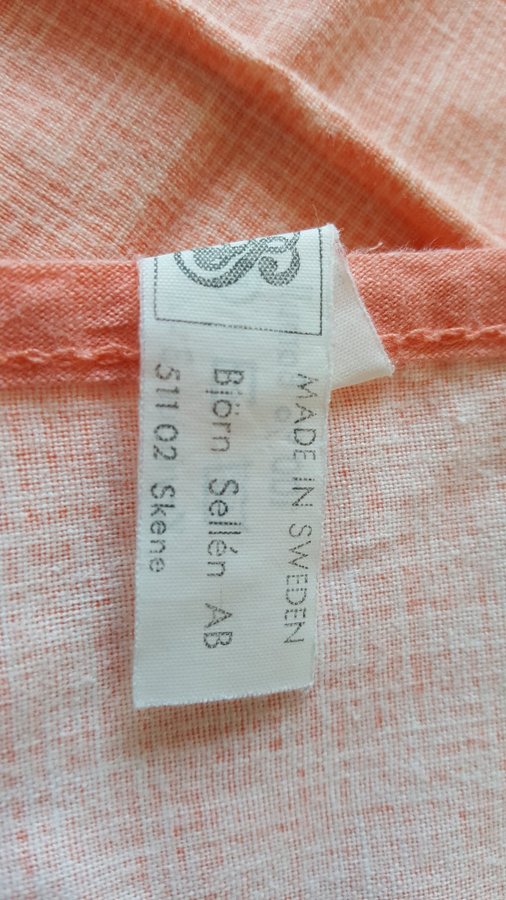 MADE IN SWEDEN
Björn Sellén AB
511 02 Skene